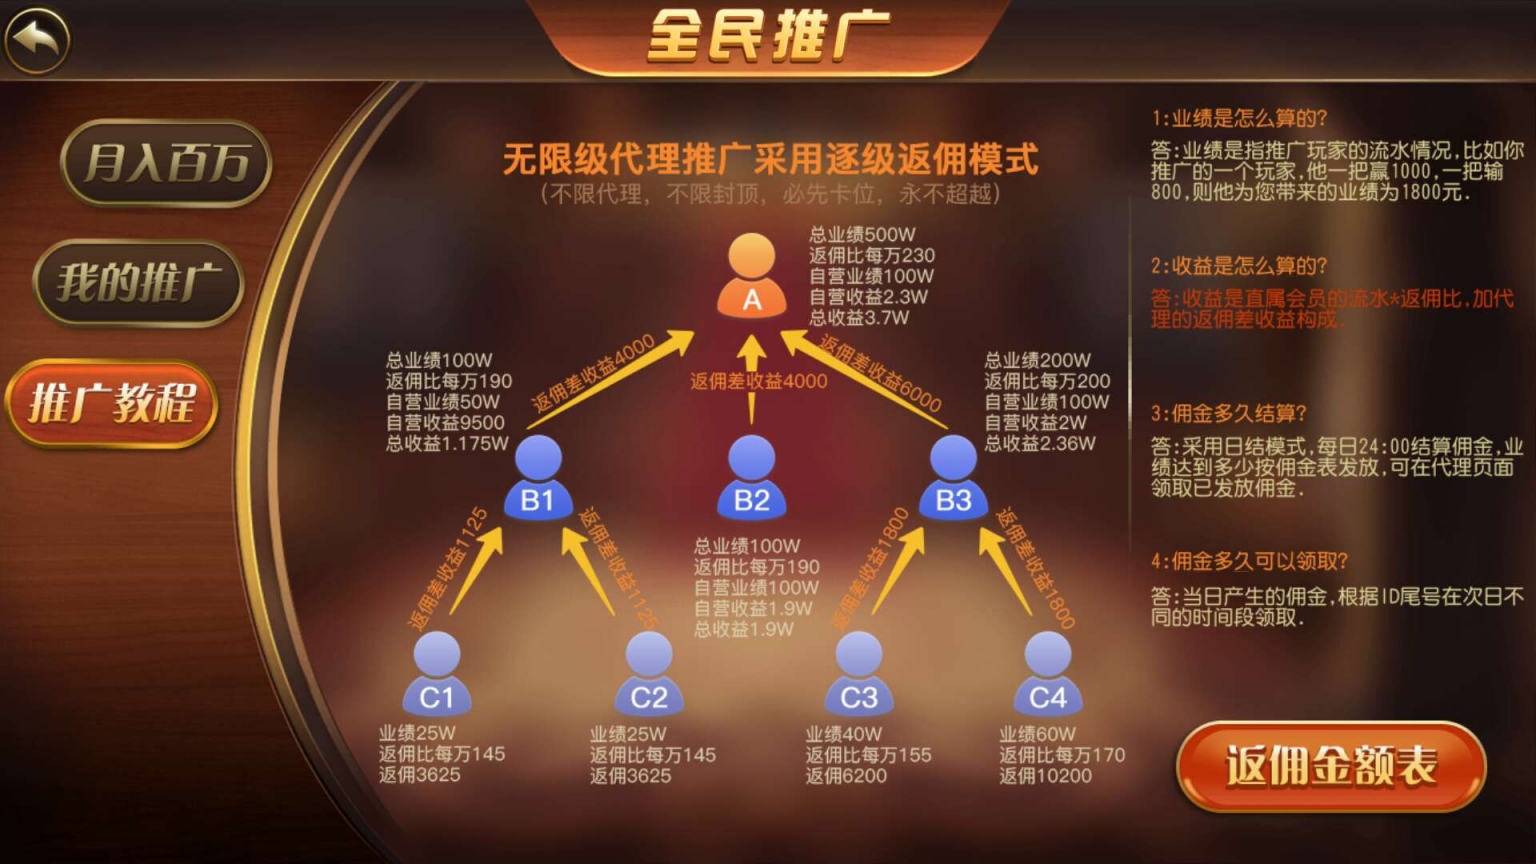 全民推广
月入百万
我的推广
推广教程
无限级代理推广采用逐级返佣模式
(不限代理，不限封顶，必先卡位，永不超越)
总业绩500W
返佣比每万230
自营业绩100W
自营收益2.3W
总收益3.7W
A
返佣差收益4000
返佣差收益4000
返佣差收益6000
总业绩100W
返佣比每万190
自营业绩50W
自营收益9500
总收益1.175W
B1
B2
总业绩100W
返佣比每万190
自营业绩100W
自营收益1.9W
总收益1.9W
总业绩200W
返佣比每万200
自营业绩100W
自营收益2W
总收益2.36W
B3
返佣差收益1125
返佣差收益1125
返佣差收益1800
返佣差收益1800
C1
业绩25W
返佣比每万145
返佣3625
C2
业绩25W
返佣比每万145
返佣3625
C3
业绩40W
返佣比每万155
返佣6200
C4
业绩60W
返佣比每万170
返佣10200
1:业绩是怎么算的?
答:业绩是指推广玩家的流水情况,比如你
推广的一个玩家,他一把赢1000,一把输
800,则他为您带来的业绩为1800元.
2:收益是怎么算的?
答:收益是直属会员的流水*返佣比,加代
理的返佣差收益构成.
3:佣金多久结算?
答:采用日结模式,每日24:00结算佣金,业
绩达到多少按佣金表发放,可在代理页面
领取已发放佣金.
4:佣金多久可以领取?
答:当日产生的佣金,根据ID尾号在次日不
同的时间段领取.
返佣金额表